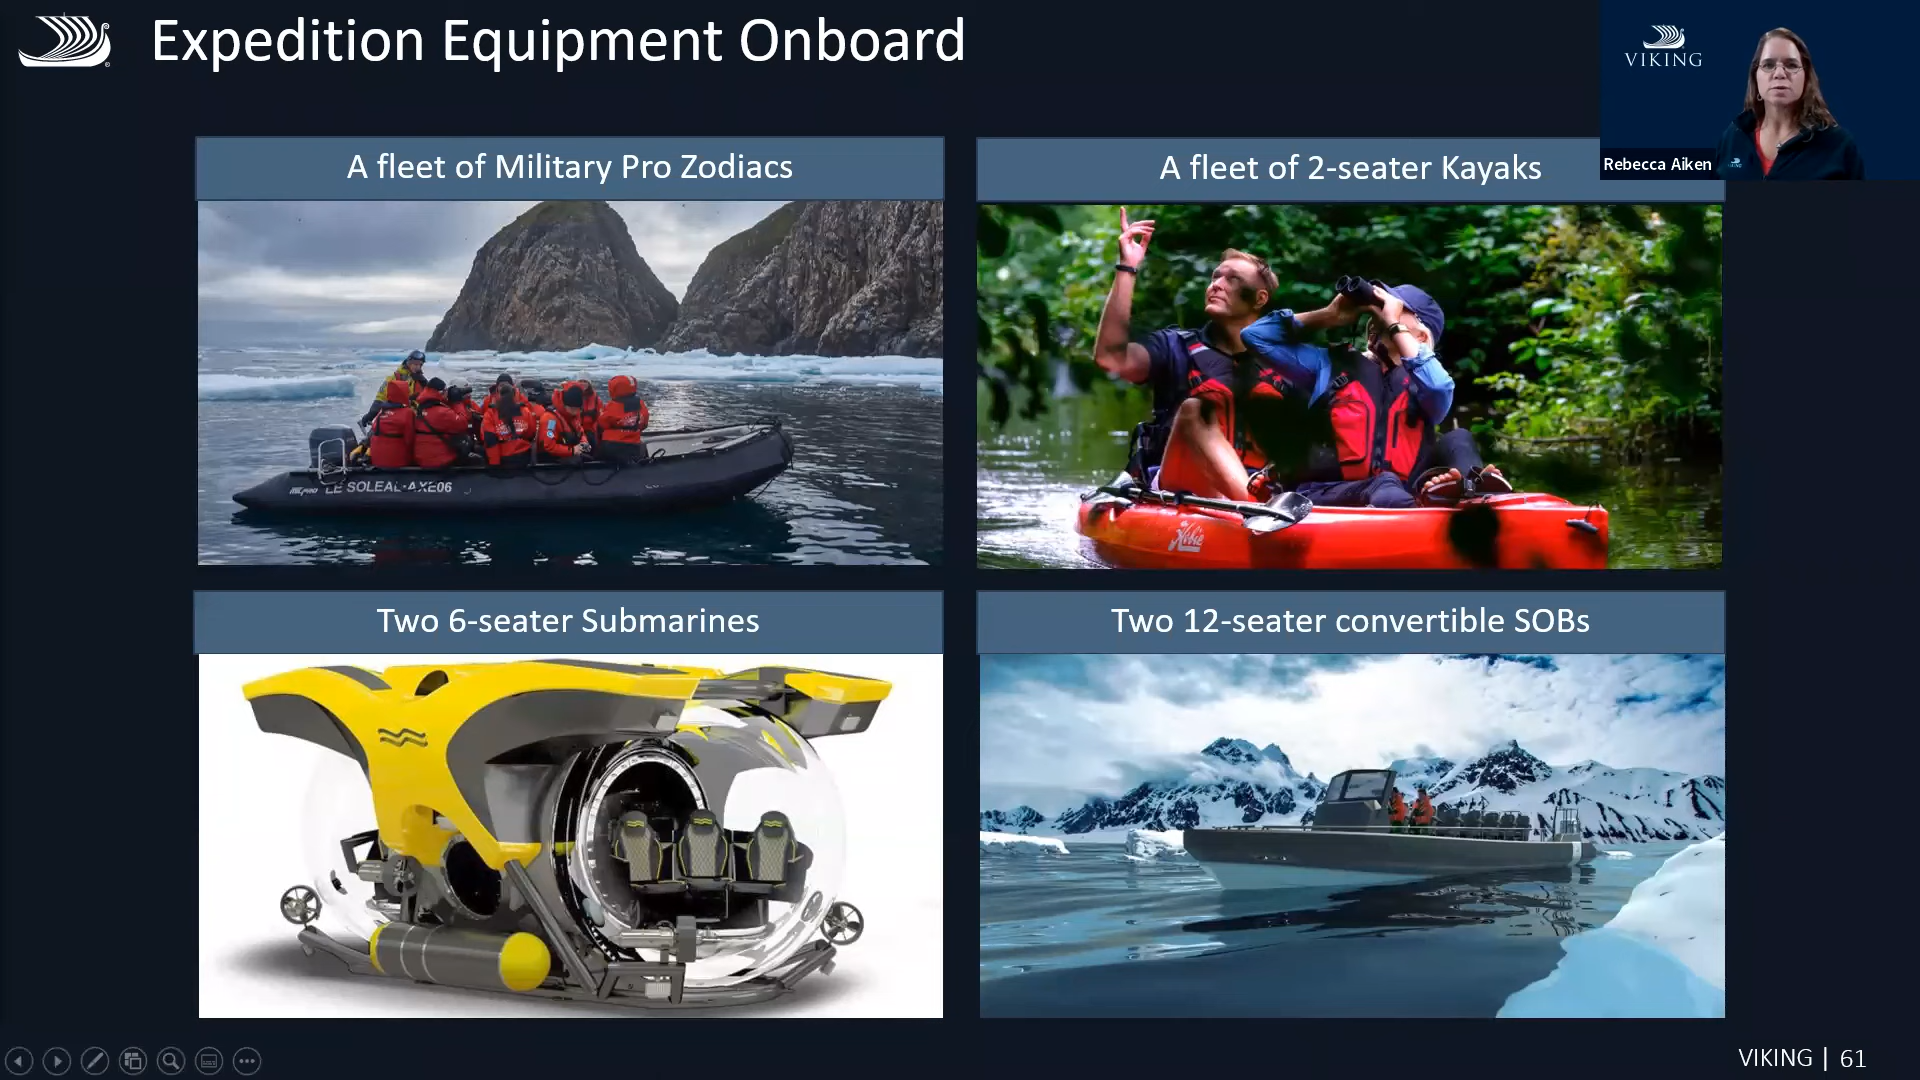 Expedition Equipment Onboard
VIKING
Rebecca Aiken
A fleet of Military Pro Zodiacs
A fleet of 2-seater Kayaks
LE SOLEAL·AXE06
Hobie
Two 6-seater Submarines
Two 12-seater convertible SOBs
VIKING | 61